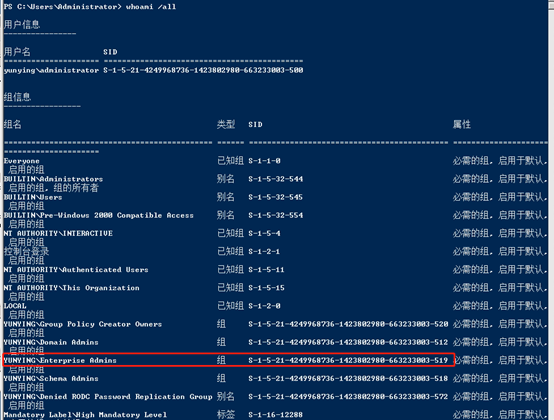 PS C:\Users\Administrator> whoami /all
用户信息
----------------
用户名 SID
===================== ============================================
yunying\administrator S-1-5-21-4249968736-1423802980-663233003-500
组信息
-----------------
组名 类型 SID 属性
============================================= ====== ============================================ ====================
=====================
Everyone 已知组 S-1-1-0 必需的组, 启用于默认,
启用的组
BUILTIN\Administrators 别名 S-1-5-32-544 必需的组, 启用于默认,
启用的组, 组的所有者
BUILTIN\Users 别名 S-1-5-32-545 必需的组, 启用于默认,
启用的组
BUILTIN\Pre-Windows 2000 Compatible Access 别名 S-1-5-32-554 必需的组, 启用于默认,
启用的组
NT AUTHORITY\INTERACTIVE 已知组 S-1-5-4 必需的组, 启用于默认,
启用的组
控制台登录 已知组 S-1-2-1 必需的组, 启用于默认,
启用的组
NT AUTHORITY\Authenticated Users 已知组 S-1-5-11 必需的组, 启用于默认,
启用的组
NT AUTHORITY\This Organization 已知组 S-1-5-15 必需的组, 启用于默认,
启用的组
LOCAL 已知组 S-1-2-0 必需的组, 启用于默认,
启用的组
YUNYING\Group Policy Creator Owners 组 S-1-5-21-4249968736-1423802980-663233003-520 必需的组, 启用于默认,
启用的组
YUNYING\Domain Admins 组 S-1-5-21-4249968736-1423802980-663233003-512 必需的组, 启用于默认,
启用的组
YUNYING\Enterprise Admins 组 S-1-5-21-4249968736-1423802980-663233003-519 必需的组, 启用于默认,
启用的组
YUNYING\Schema Admins 组 S-1-5-21-4249968736-1423802980-663233003-518 必需的组, 启用于默认,
启用的组
YUNYING\Denied RODC Password Replication Group 别名 S-1-5-21-4249968736-1423802980-663233003-572 必需的组, 启用于默认,
启用的组
Mandatory Label\High Mandatory Level 标签 S-1-16-12288 必需的组, 启用于默认,